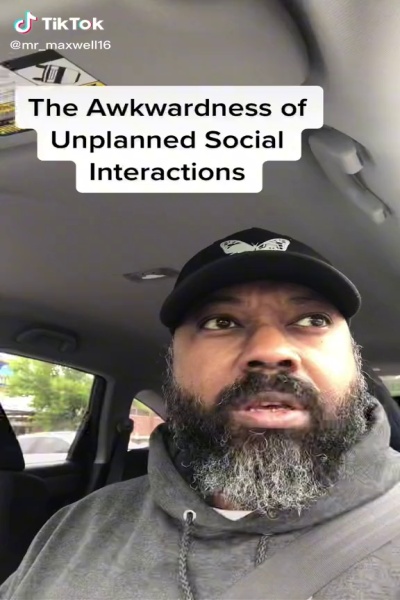 TikTok
@mr_maxwell16
The Awkwardness of
Unplanned Social
Interactions